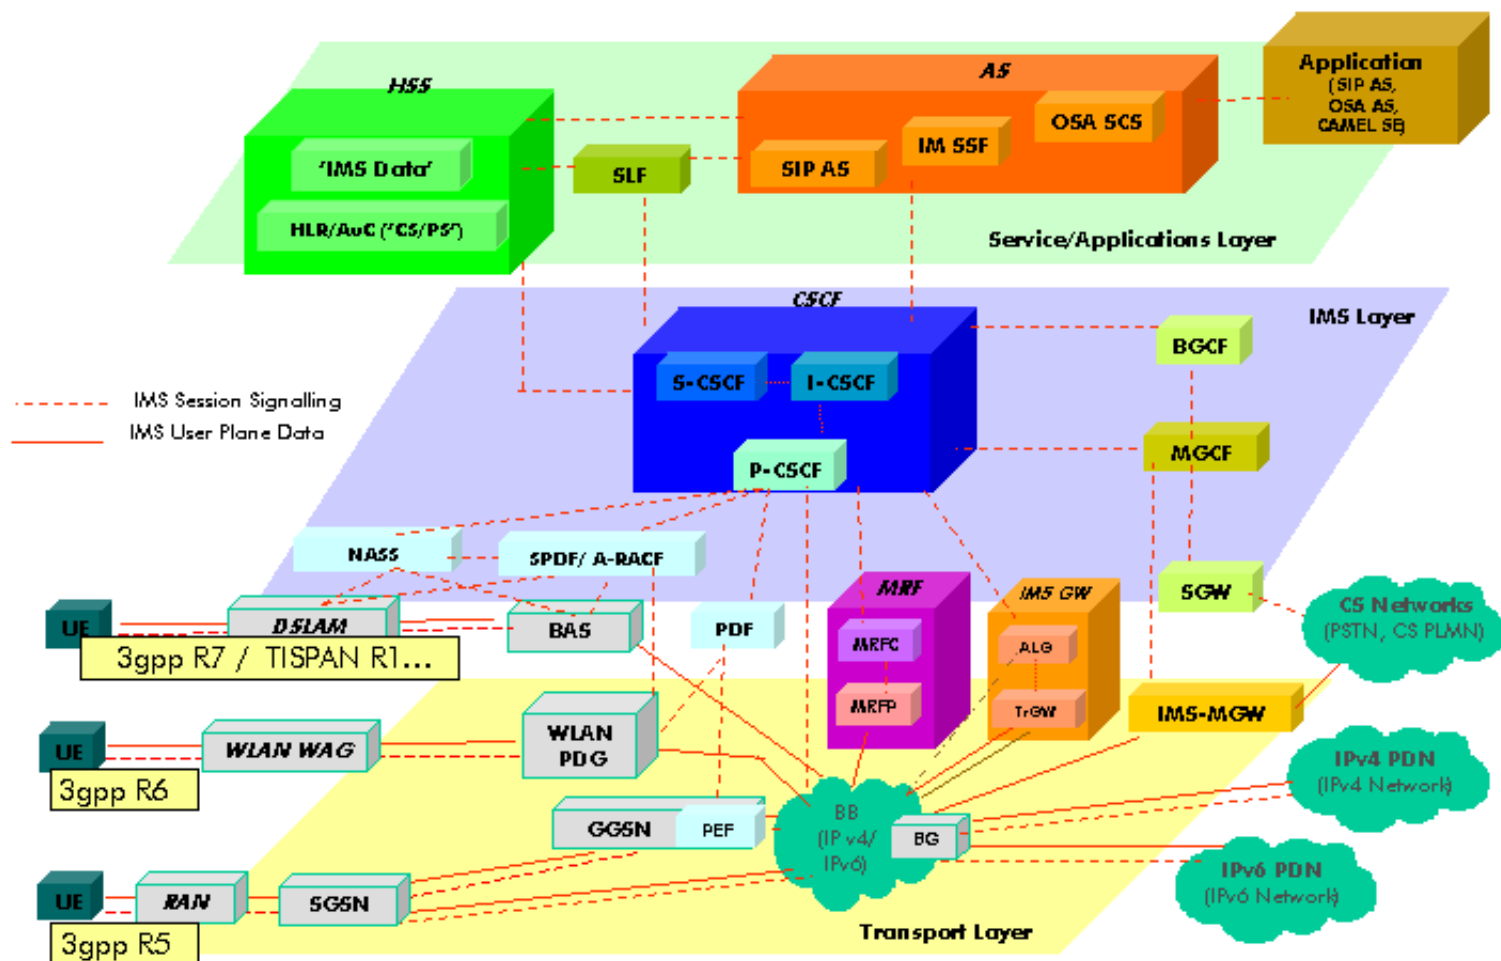 HSS
AS
Application
(SIP AS,
OSA AS,
CAMEL SE)
'IMS Data'
HLR/AuC ('CS/PS')
SLF
SIP AS
IM SSF
OSA SCS
Service/Applications Layer
CSCF
IMS Layer
S-CSCF
I-CSCF
P-CSCF
BGCF
MGCF
IMS Session Signalling
IMS User Plane Data
NASS
SPDF/ A-RACF
SGW
CS Networks
(PSTN, CS PLMN)
UE
DSLAM
BAS
PDF
MRF
MRFC
MRFP
IMS GW
ALG
TrGW
IMS-MGW
3gpp R7 / TISPAN R1...
UE
WLAN WAG
WLAN
PDG
3gpp R6
IPv4 PDN
(IPv4 Network)
GGSN
PEF
BB
(IP v4/
IPv6)
BG
IPv6 PDN
(IPv6 Network)
UE
RAN
SGSN
3gpp R5
Transport Layer